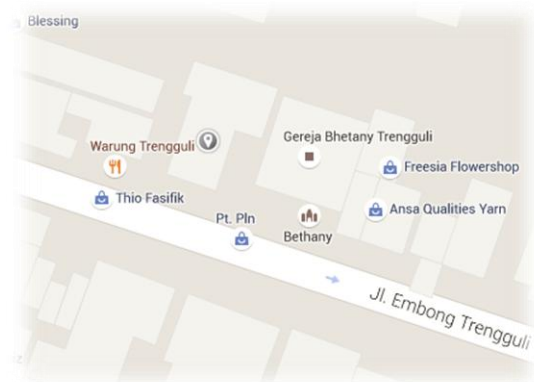 Blessing
Gereja Bhetany Trengguli
Warung Trengguli
Freesia Flowershop
Thio Fasifik
Ansa Qualities Yarn
Pt. Pln
Bethany
Jl. Embong Trengguli